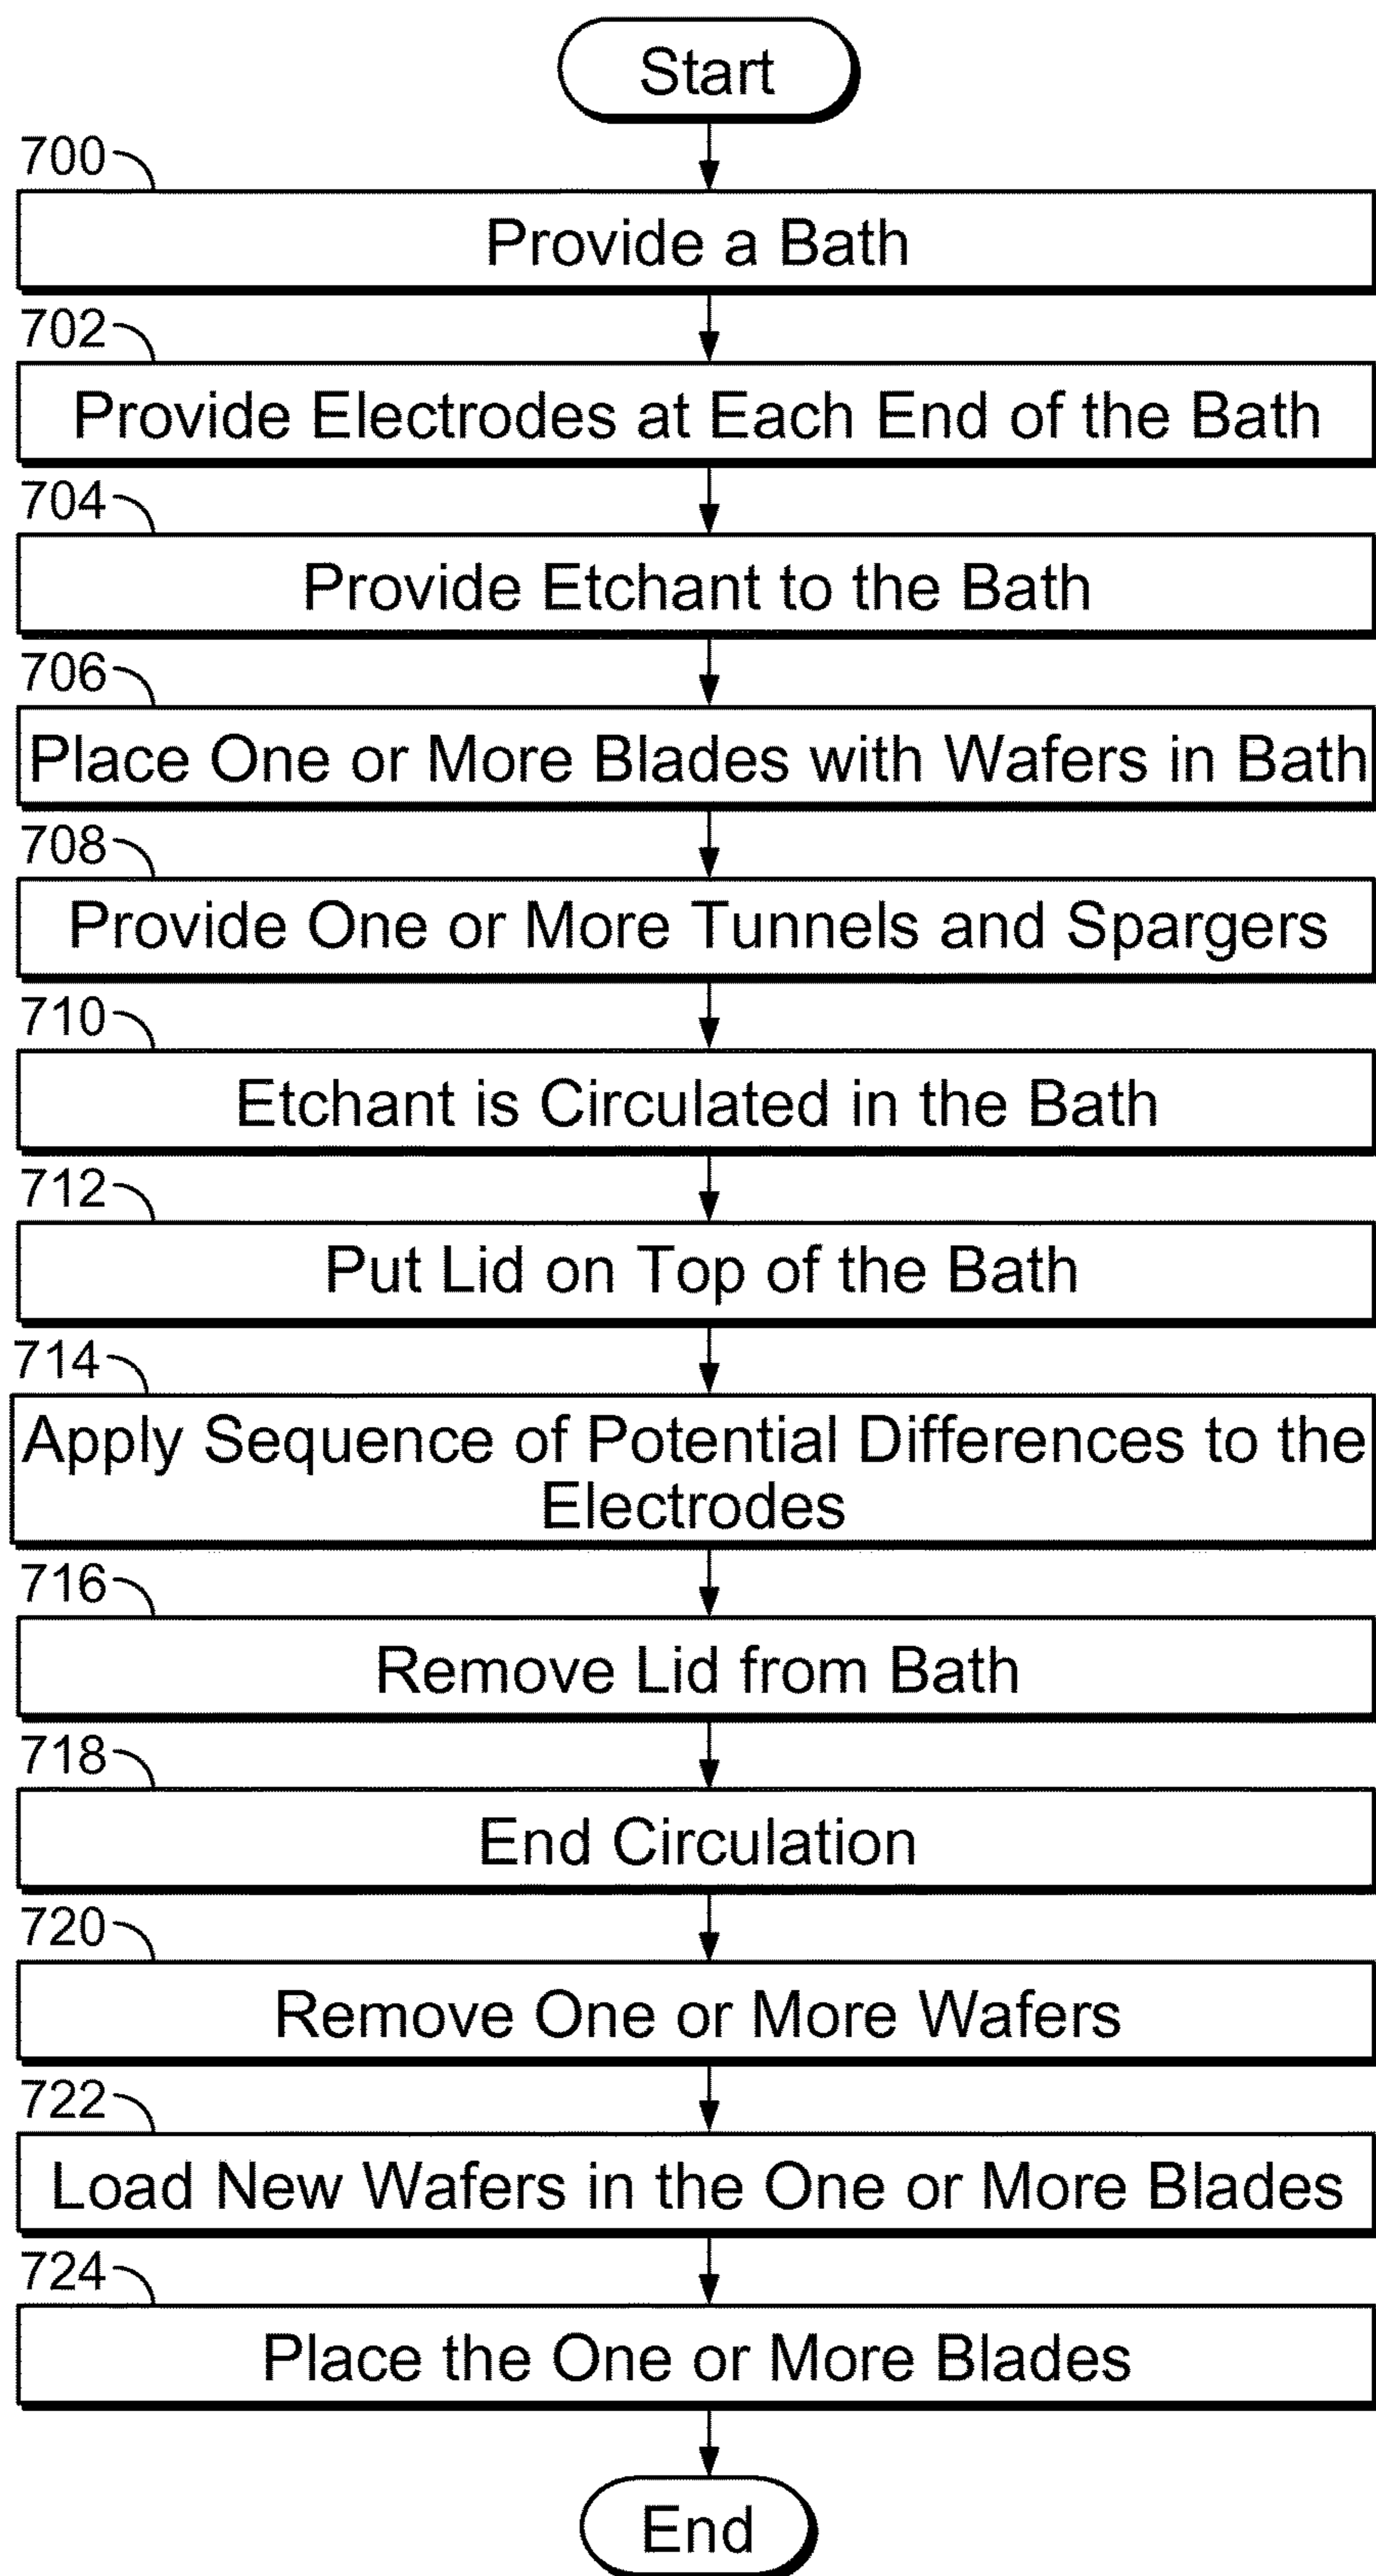 Start
700
Provide a Bath
702
Provide Electrodes at Each End of the Bath
704
Provide Etchant to the Bath
706
Place One or More Blades with Wafers in Bath
708
Provide One or More Tunnels and Spargers
710
Etchant is Circulated in the Bath
712
Put Lid on Top of the Bath
714
Apply Sequence of Potential Differences to the
Electrodes
716
Remove Lid from Bath
718
End Circulation
720
Remove One or More Wafers
722
Load New Wafers in the One or More Blades
724
Place the One or More Blades
End